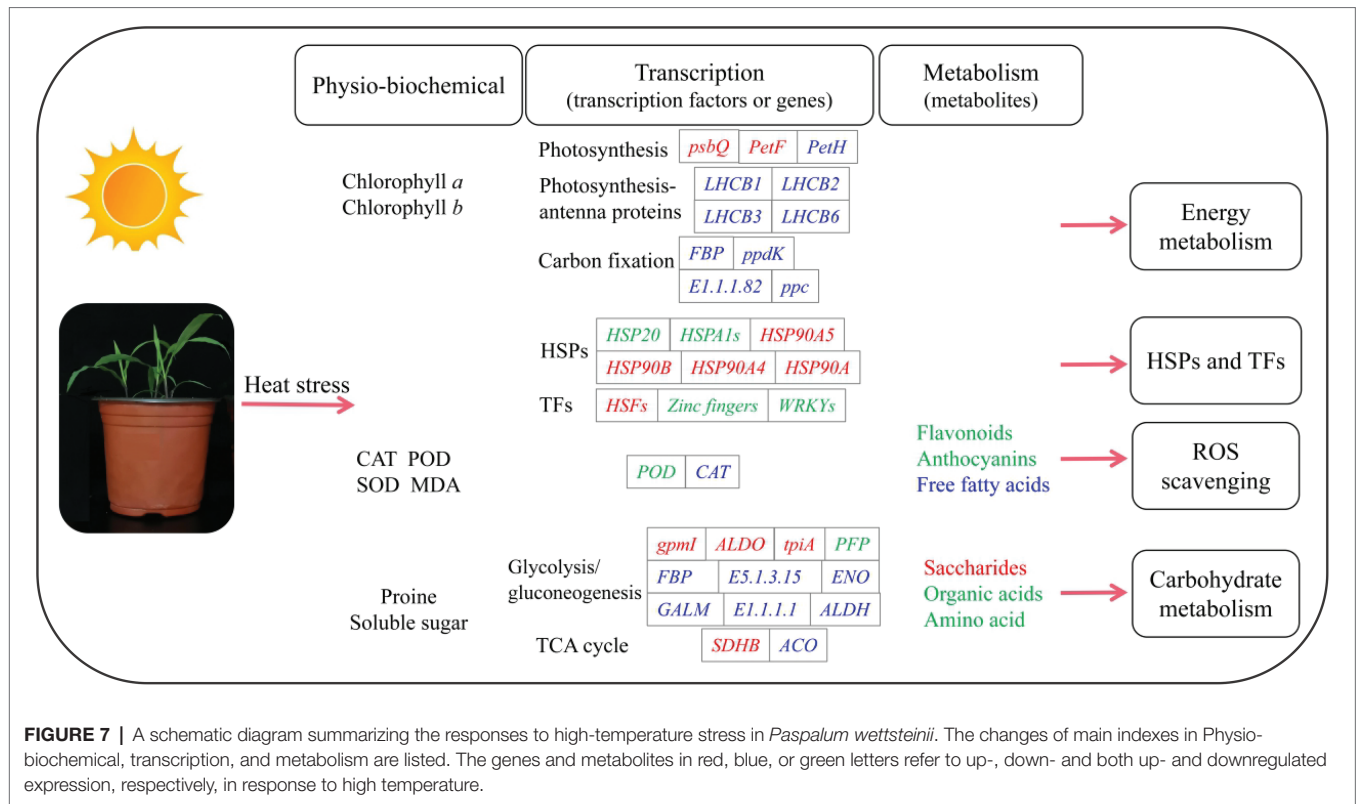 Physio-biochemical
Transcription
(transcription factors or genes)
Metabolism
(metabolites)
Photosynthesis
psbQ PetF PetH
Chlorophyll a
Chlorophyll b
Photosynthesis-
antenna proteins
LHCB1 LHCB2
LHCB3 LHCB6
Carbon fixation
FBP ppdK
E1.1.1.82 ppc
Energy
metabolism
Heat stress
HSPs
HSP20 HSPA1s HSP90A5
HSP90B HSP90A4 HSP90A
TFs
HSFs Zinc fingers WRKYs
HSPs and TFs
CAT POD
SOD MDA
POD CAT
Flavonoids
Anthocyanins
Free fatty acids
ROS
scavenging
Proine
Soluble sugar
Glycolysis/
gluconeogenesis
gpmI ALDO tpiA PFP
FBP E5.1.3.15 ENO
GALM E1.1.1.1 ALDH
TCA cycle
SDHB ACO
Saccharides
Organic acids
Amino acid
Carbohydrate
metabolism
FIGURE 7 | A schematic diagram summarizing the responses to high-temperature stress in Paspalum wettsteinii. The changes of main indexes in Physio-
biochemical, transcription, and metabolism are listed. The genes and metabolites in red, blue, or green letters refer to up-, down- and both up- and downregulated
expression, respectively, in response to high temperature.